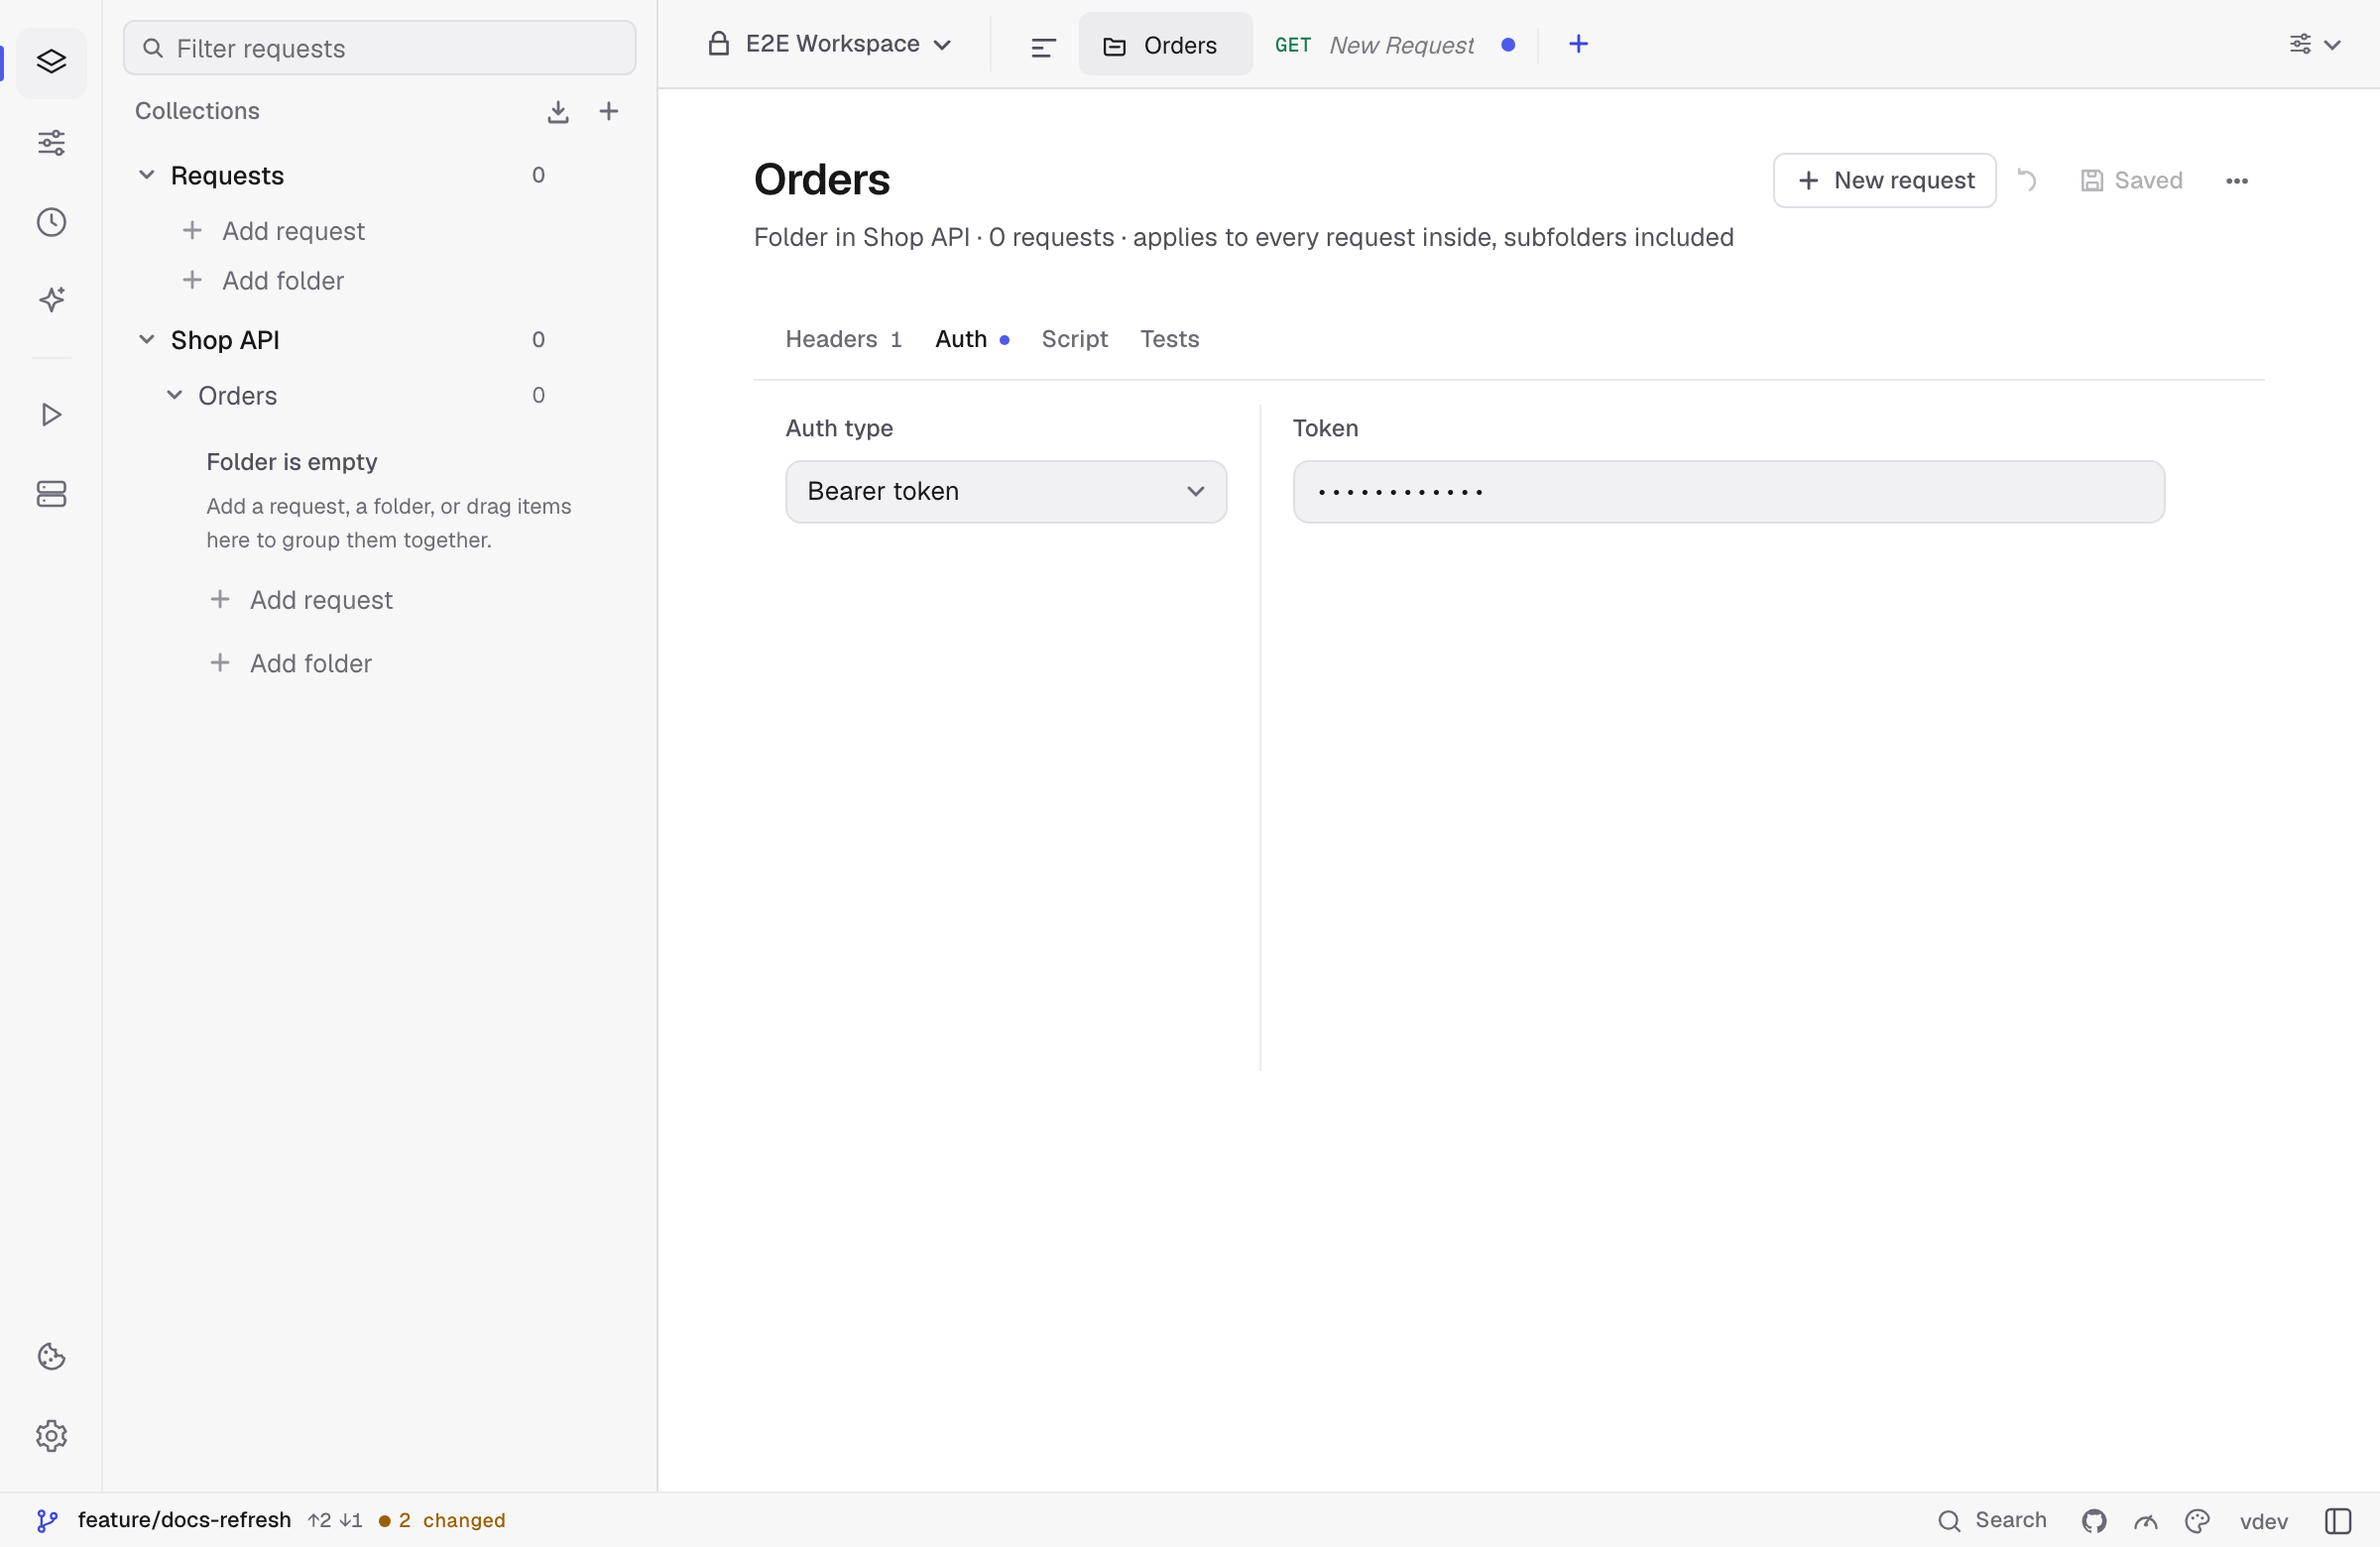 Filter requests
Collections
Requests 0
Add request
Add folder
Shop API 0
Orders 0
Folder is empty
Add a request, a folder, or drag items
here to group them together.
Add request
Add folder
E2E Workspace
Orders
GET New Request
Orders
New request
Saved
Folder in Shop API · 0 requests · applies to every request inside, subfolders included
Headers 1 Auth Script Tests
Auth type
Bearer token
Token
••••••••••••
feature/docs-refresh ↑2 ↓1 2 changed
Search
vdev